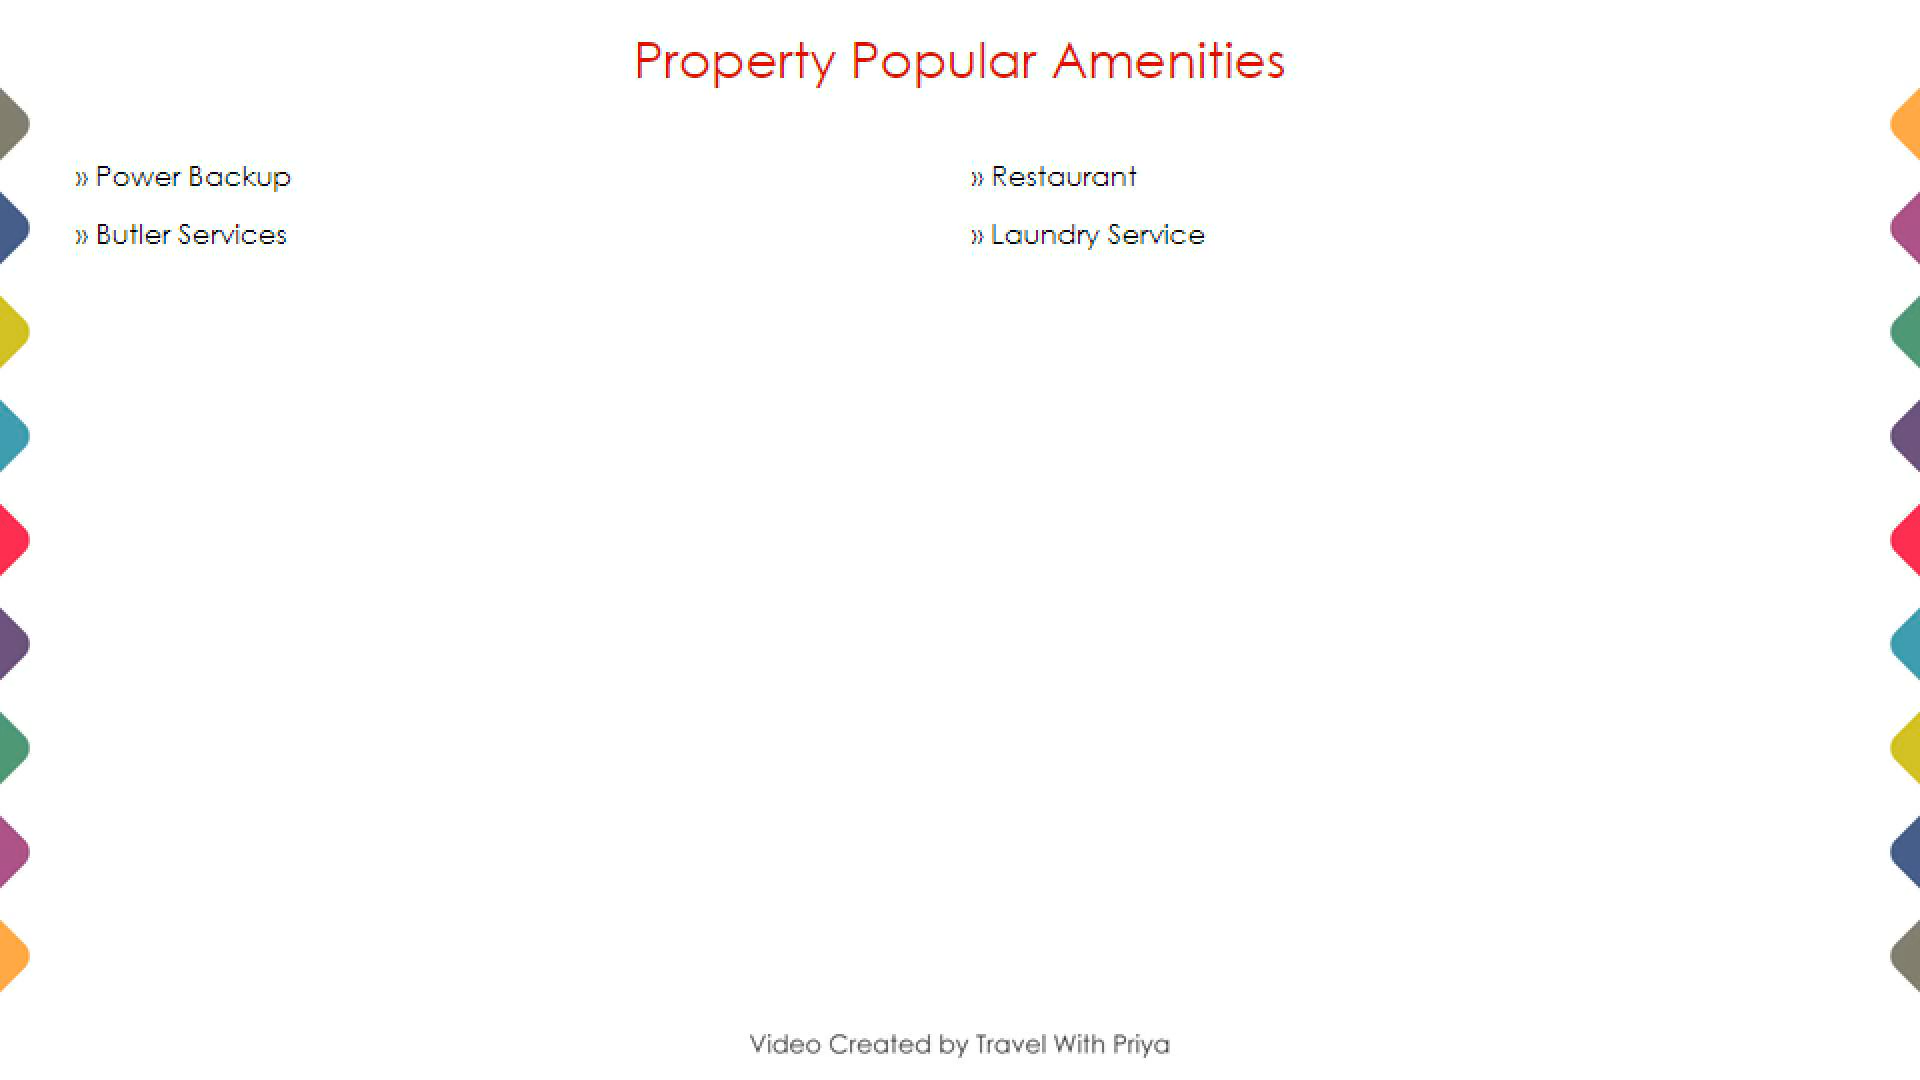 Property Popular Amenities
» Power Backup
» Restaurant
» Butler Services
» Laundry Service
Video Created by Travel With Priya